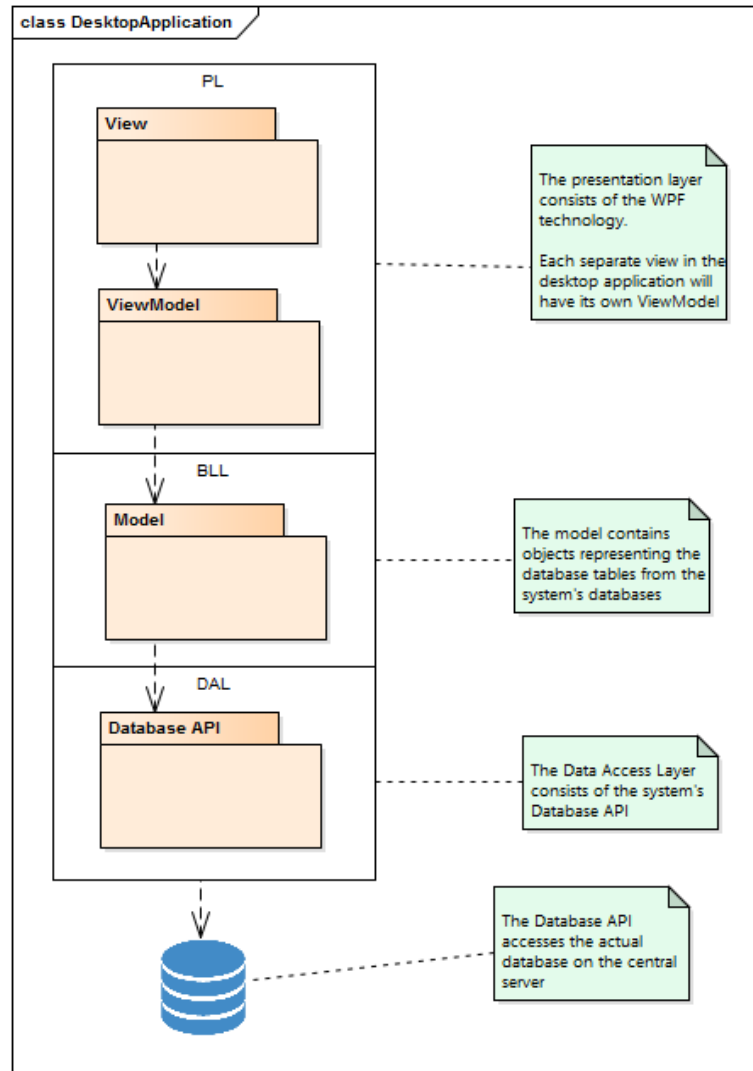 class DesktopApplication
PL
View
The presentation layer
consists of the WPF
technology.
Each separate view in the
desktop application will
have its own ViewModel
ViewModel
BLL
Model
The model contains
objects representing the
database tables from the
system's databases
DAL
Database API
The Data Access Layer
consists of the system's
Database API
The Database API
accesses the actual
database on the central
server